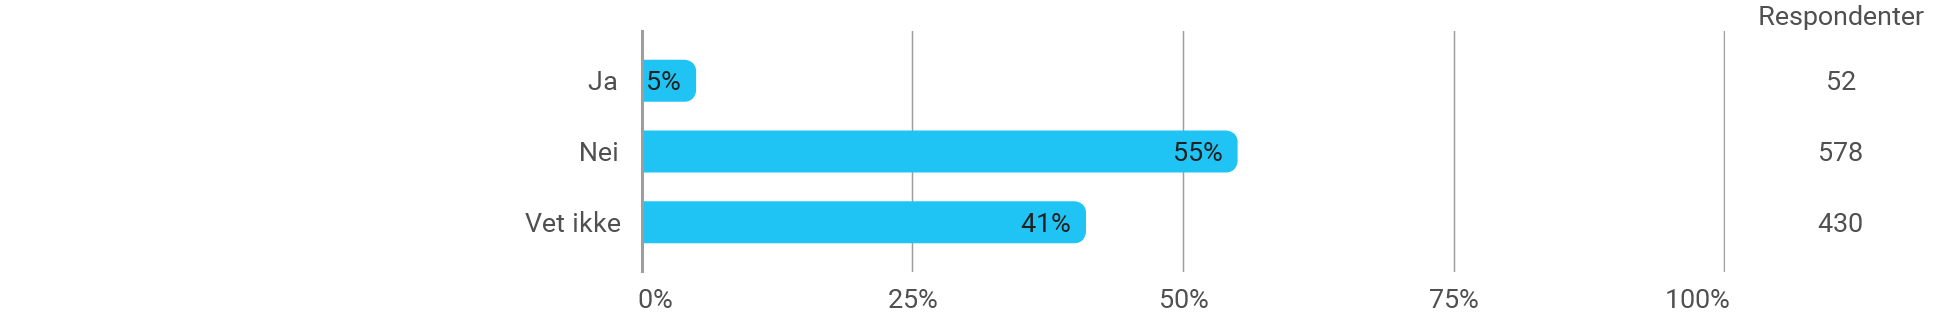 Respondenter
Ja 5% 52
Nei 55% 578
Vet ikke 41% 430
0% 25% 50% 75% 100%